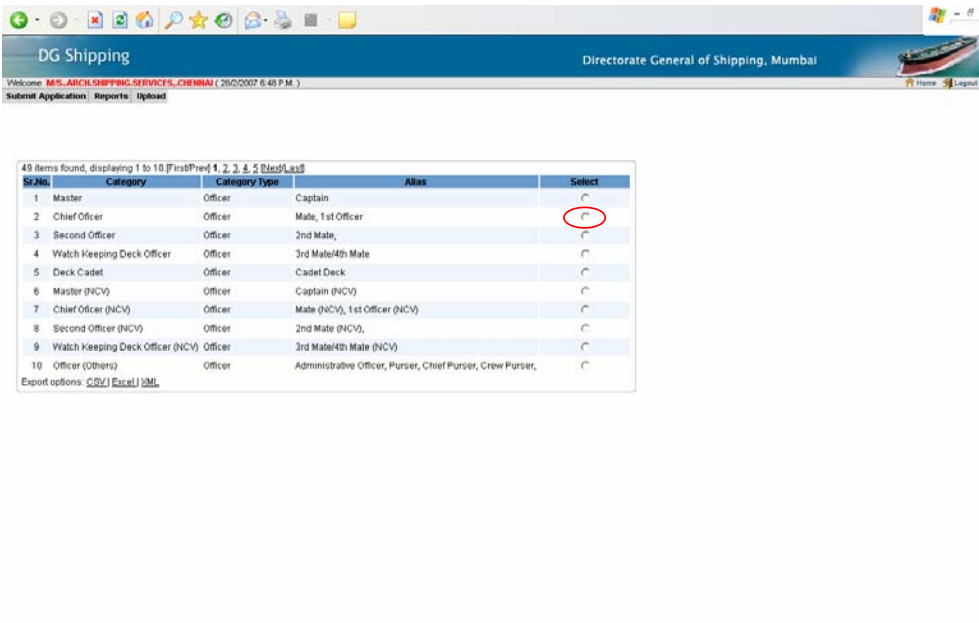 DG Shipping
Directorate General of Shipping, Mumbai
Welcome M/S..ARCH.SHIPPING.SERVICES,.CHENNAI ( 26/2/2007 6:48 P.M. )
Home Logout
Submit Application Reports Upload
49 items found, displaying 1 to 10.[First/Prev] 1, 2, 3, 4, 5 [Next/Last]
Sr.No. Category Category Type Alias Select
1 Master Officer Captain
2 Chief Oficer Officer Mate, 1st Officer
3 Second Officer Officer 2nd Mate,
4 Watch Keeping Deck Officer Officer 3rd Mate/4th Mate
5 Deck Cadet Officer Cadet Deck
6 Master (NCV) Officer Captain (NCV)
7 Chief Oficer (NCV) Officer Mate (NCV), 1st Officer (NCV)
8 Second Officer (NCV) Officer 2nd Mate (NCV),
9 Watch Keeping Deck Officer (NCV) Officer 3rd Mate/4th Mate (NCV)
10 Officer (Others) Officer Administrative Officer, Purser, Chief Purser, Crew Purser,
Export options: CSV | Excel | XML